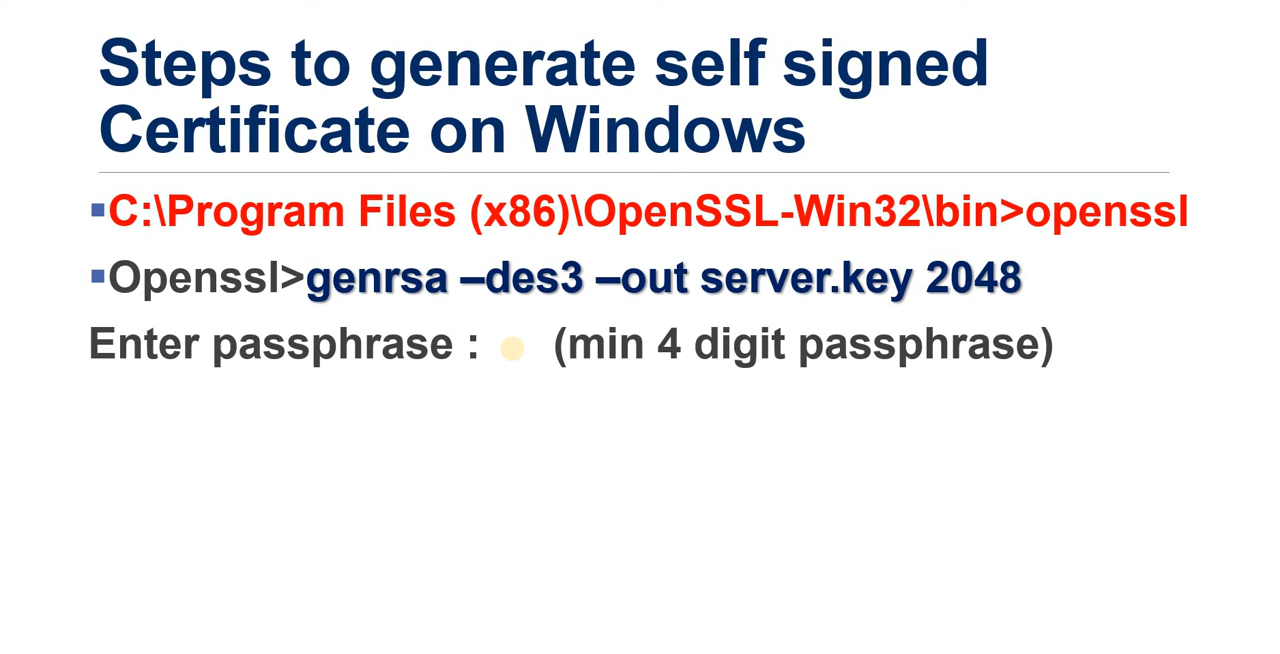 Steps to generate self signed
Certificate on Windows
▪C:\Program Files (x86)\OpenSSL-Win32\bin>openssl
▪Openssl>genrsa –des3 –out server.key 2048
Enter passphrase : (min 4 digit passphrase)